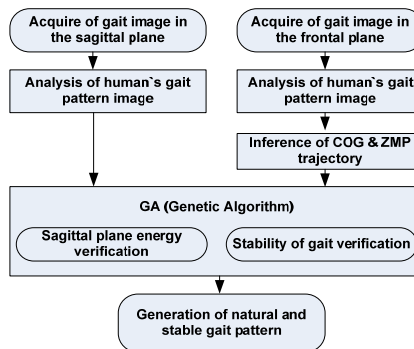 Acquire of gait image in
the sagittal plane
Acquire of gait image in
the frontal plane
Analysis of human`s gait
pattern image
Analysis of human`s gait
pattern image
Inference of COG & ZMP
trajectory
GA (Genetic Algorithm)
Sagittal plane energy
verification
Stability of gait verification
Generation of natural and
stable gait pattern